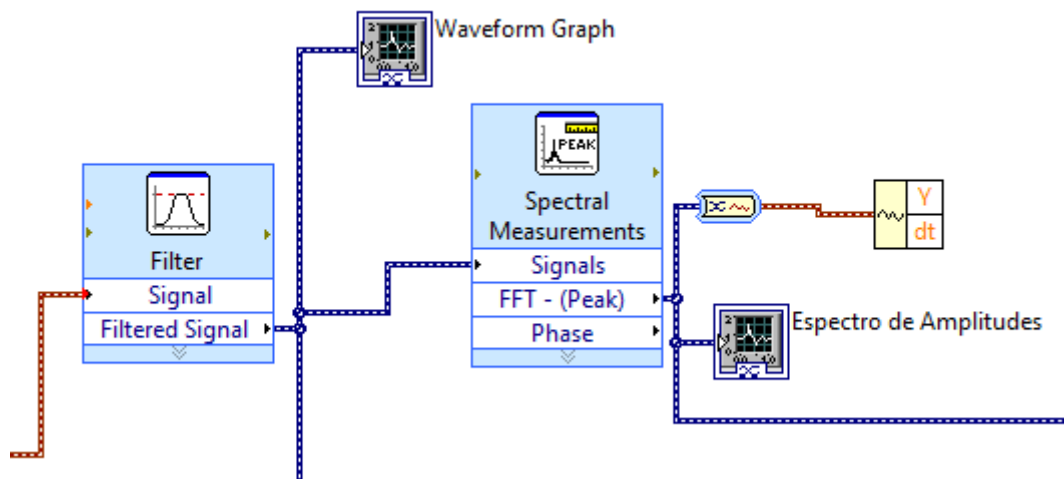 Waveform Graph
PEAK
Filter
Signal
Filtered Signal
Spectral
Measurements
Signals
FFT - (Peak)
Phase
Y
dt
Espectro de Amplitudes